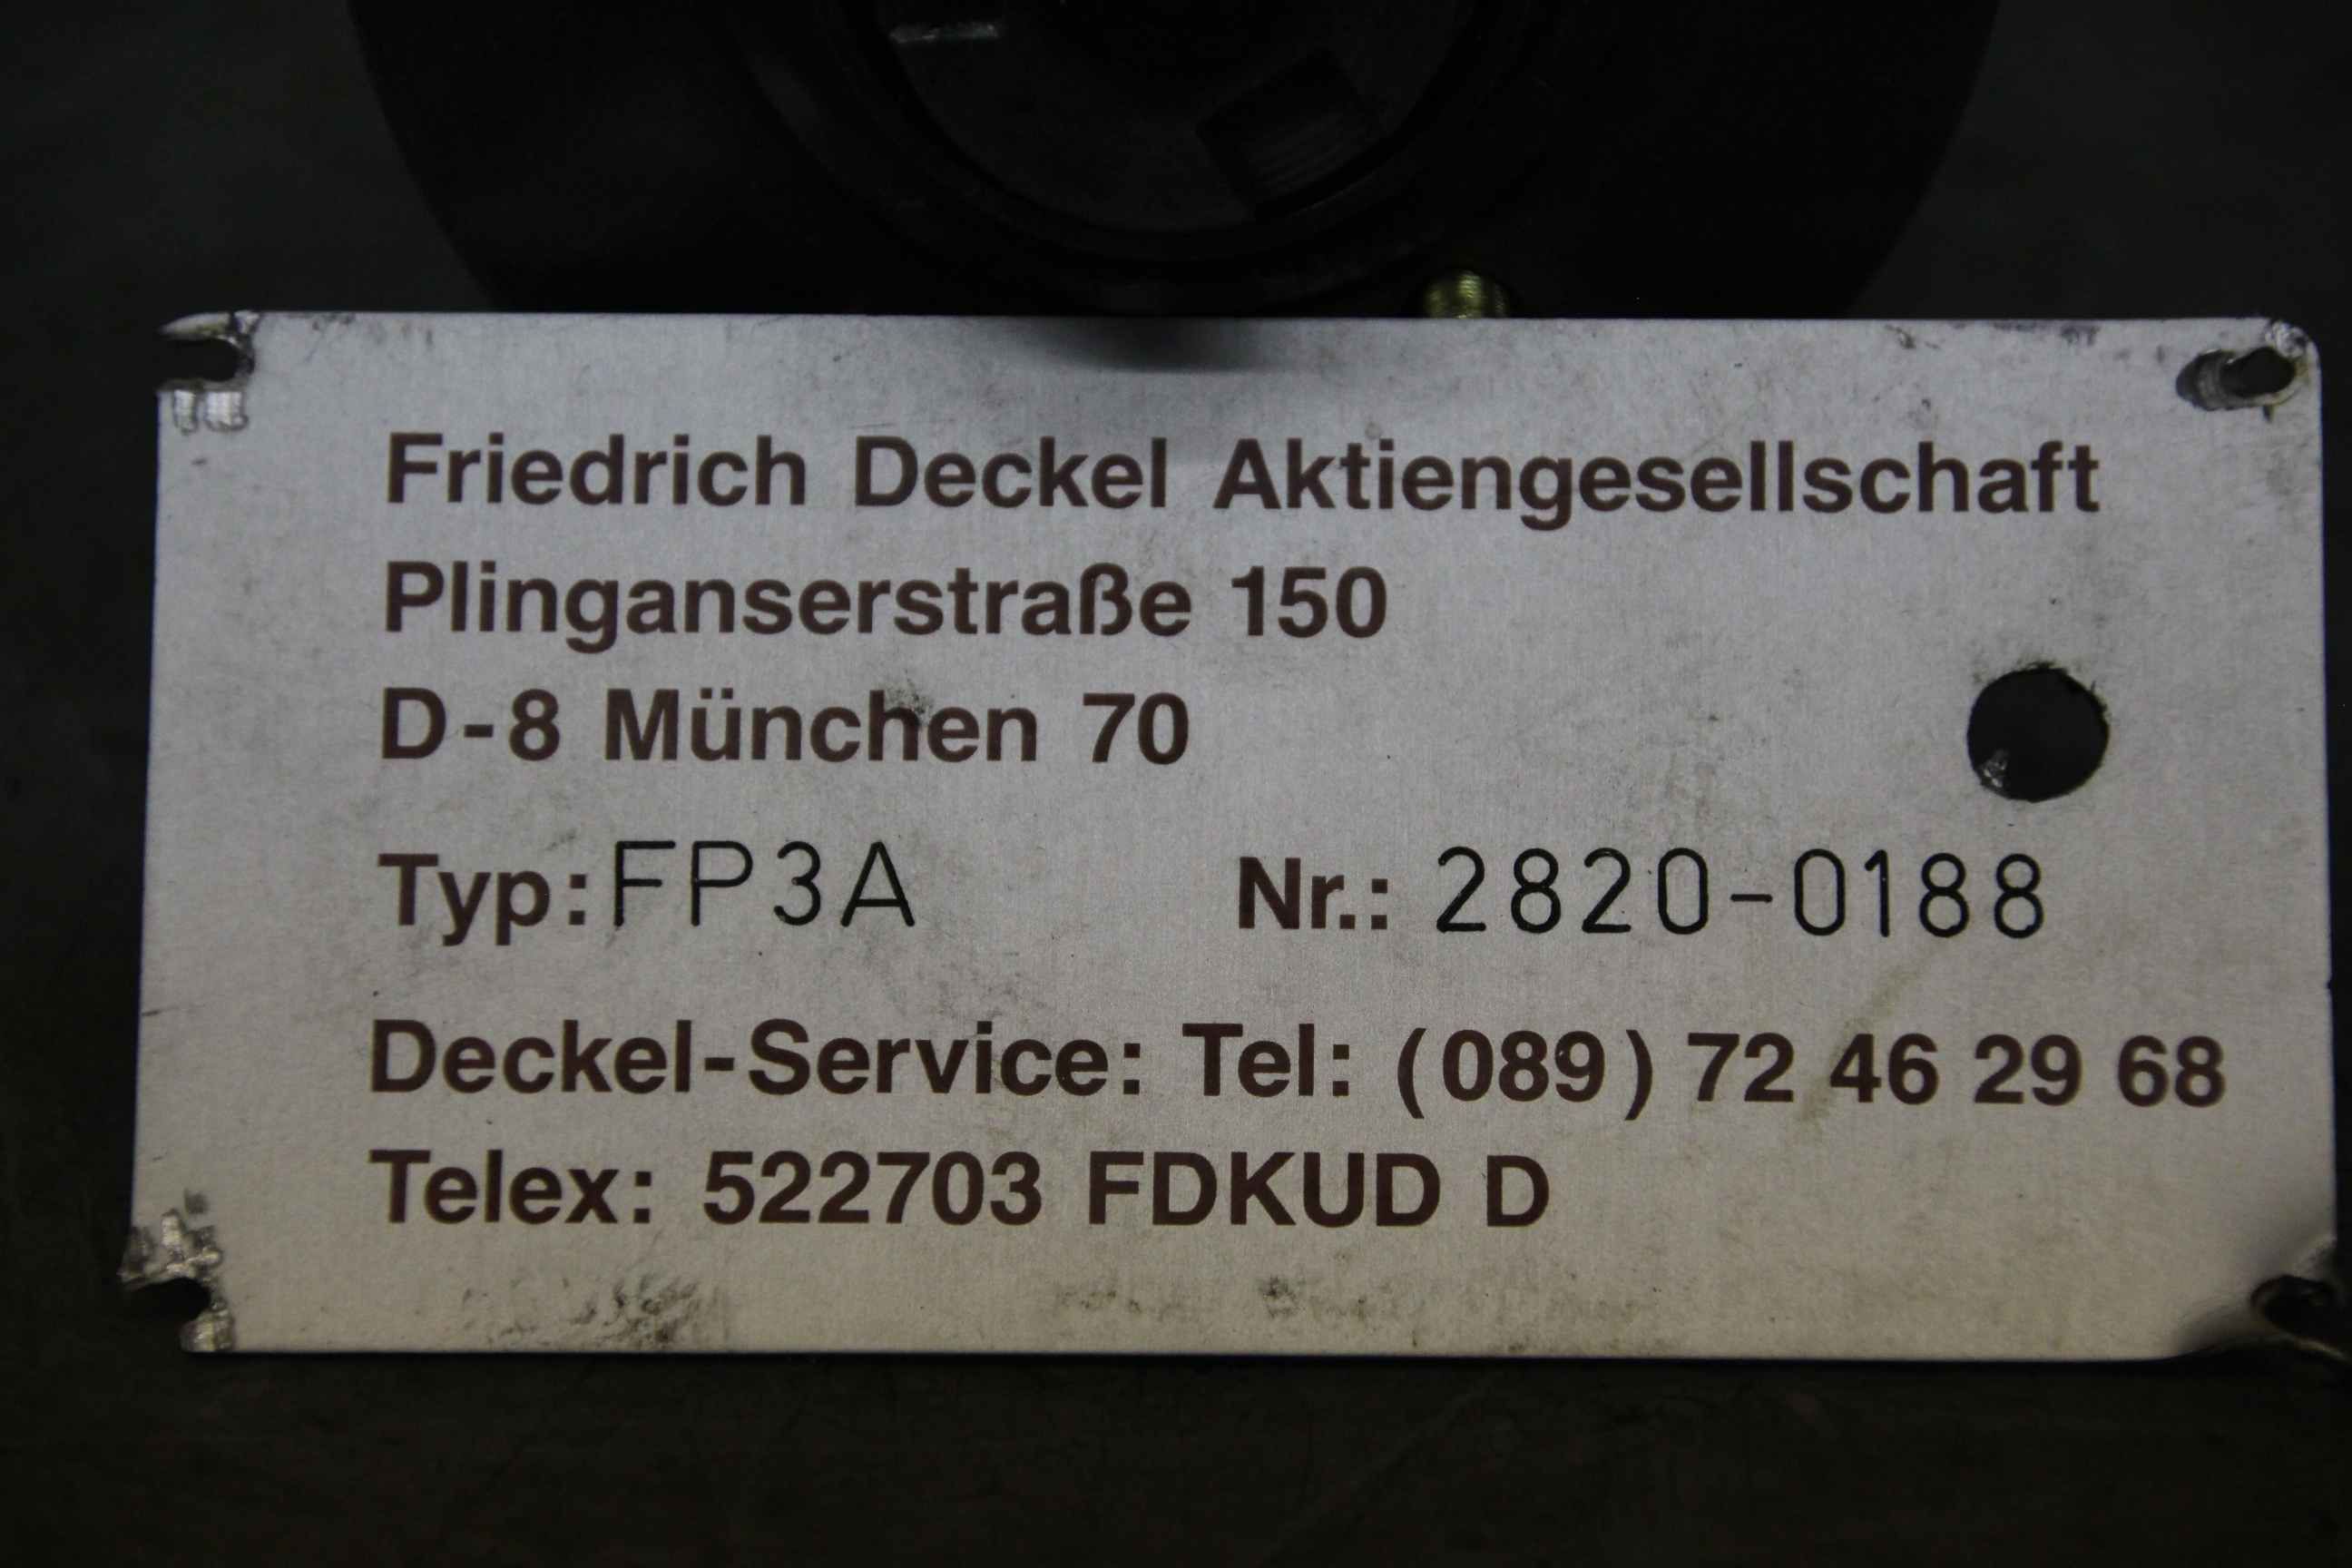 Friedrich Deckel Aktiengesellschaft
Plinganserstraße 150
D-8 München 70
Typ: FP3A Nr.: 2820-0188
Deckel-Service: Tel: (089) 72 46 29 68
Telex: 522703 FDKUD D